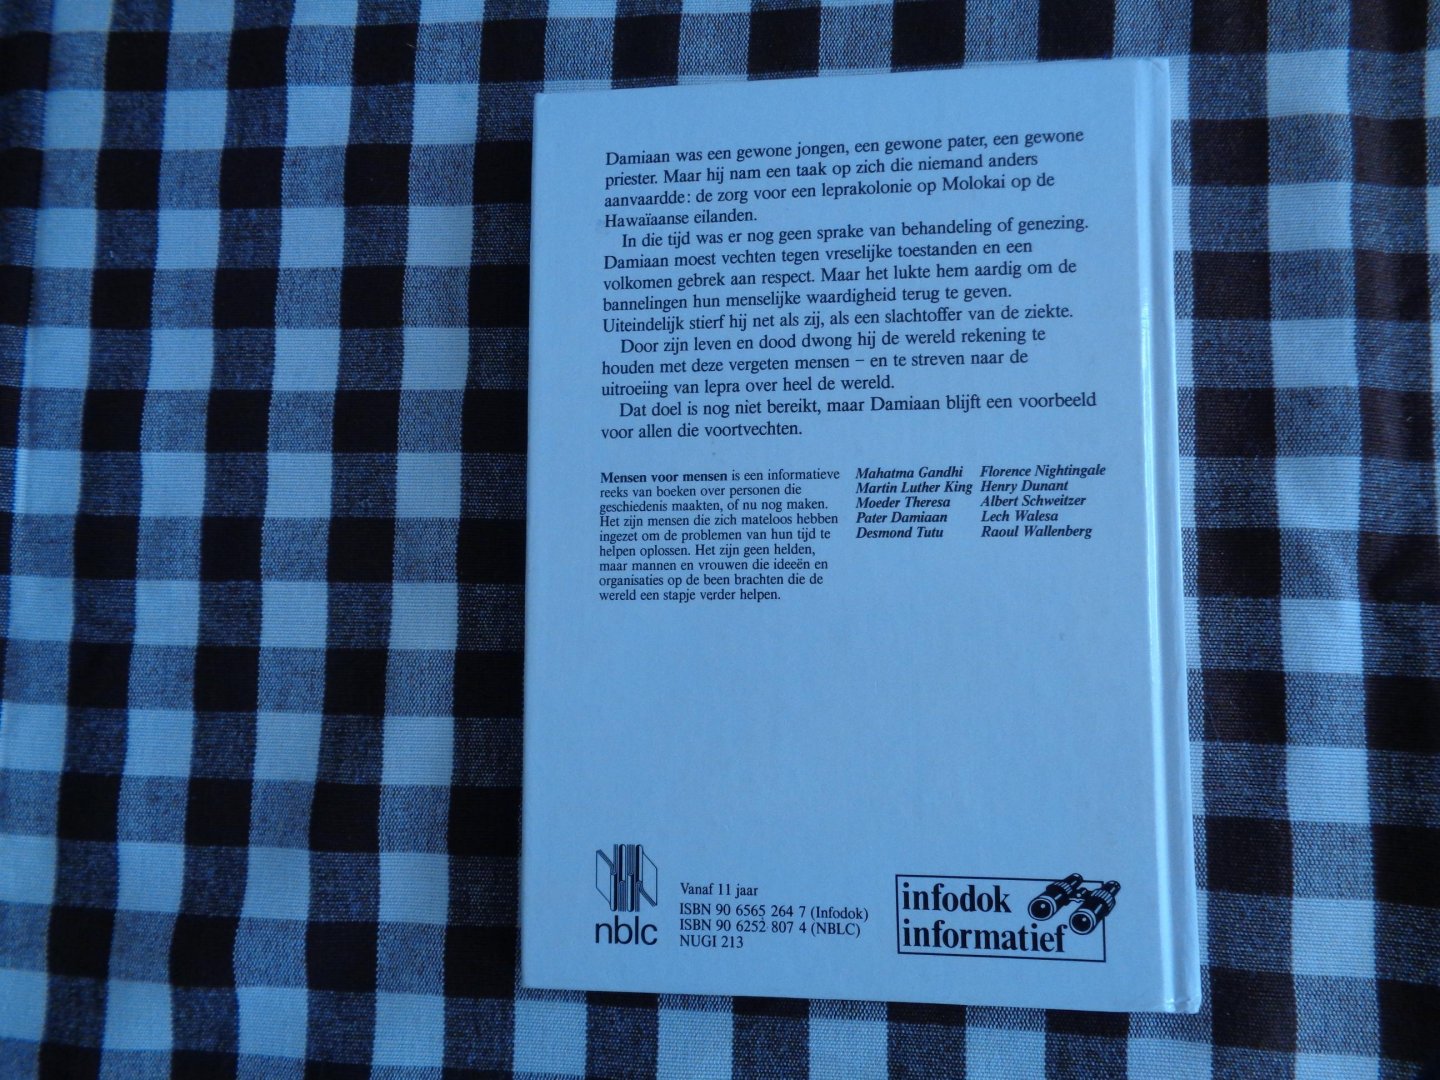 Damiaan was een gewone jongen, een gewone pater, een gewone
priester. Maar hij nam een taak op zich die niemand anders
aanvaardde: de zorg voor een leprakolonie op Molokai op de
Hawaïaanse eilanden.
In die tijd was er nog geen sprake van behandeling of genezing.
Damiaan moest vechten tegen vreselijke toestanden en een
volkomen gebrek aan respect. Maar het lukte hem aardig om de
bannelingen hun menselijke waardigheid terug te geven.
Uiteindelijk stierf hij net als zij, als een slachtoffer van de ziekte.
Door zijn leven en dood dwong hij de wereld rekening te
houden met deze vergeten mensen – en te streven naar de
uitroeiing van lepra over heel de wereld.
Dat doel is nog niet bereikt, maar Damiaan blijft een voorbeeld
voor allen die voortvechten.
Mensen voor mensen is een informatieve
reeks van boeken over personen die
geschiedenis maakten, of nu nog maken.
Het zijn mensen die zich mateloos hebben
ingezet om de problemen van hun tijd te
helpen oplossen. Het zijn geen helden,
maar mannen en vrouwen die ideeën en
organisaties op de been brachten die de
wereld een stapje verder helpen.
Mahatma Gandhi
Martin Luther King
Moeder Theresa
Pater Damiaan
Desmond Tutu
Florence Nightingale
Henry Dunant
Albert Schweitzer
Lech Walesa
Raoul Wallenberg
nblc
Vanaf 11 jaar
ISBN 90 6565 264 7 (Infodok)
ISBN 90 6252 807 4 (NBLC)
NUGI 213
infodok
informatief